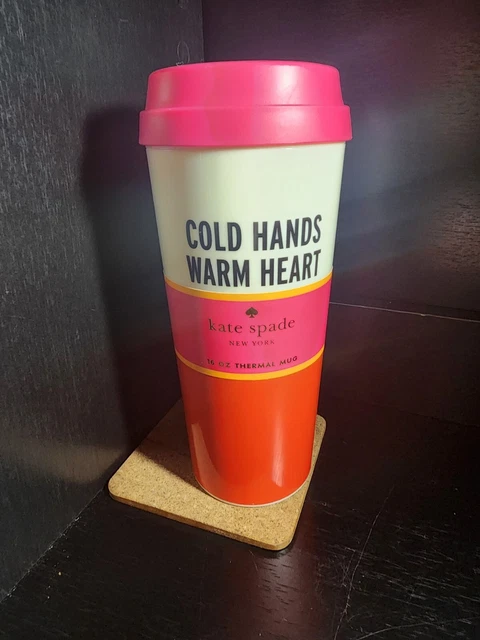 COLD HANDS
WARM HEART
kate spade
NEW YORK
16 OZ THERMAL MUG